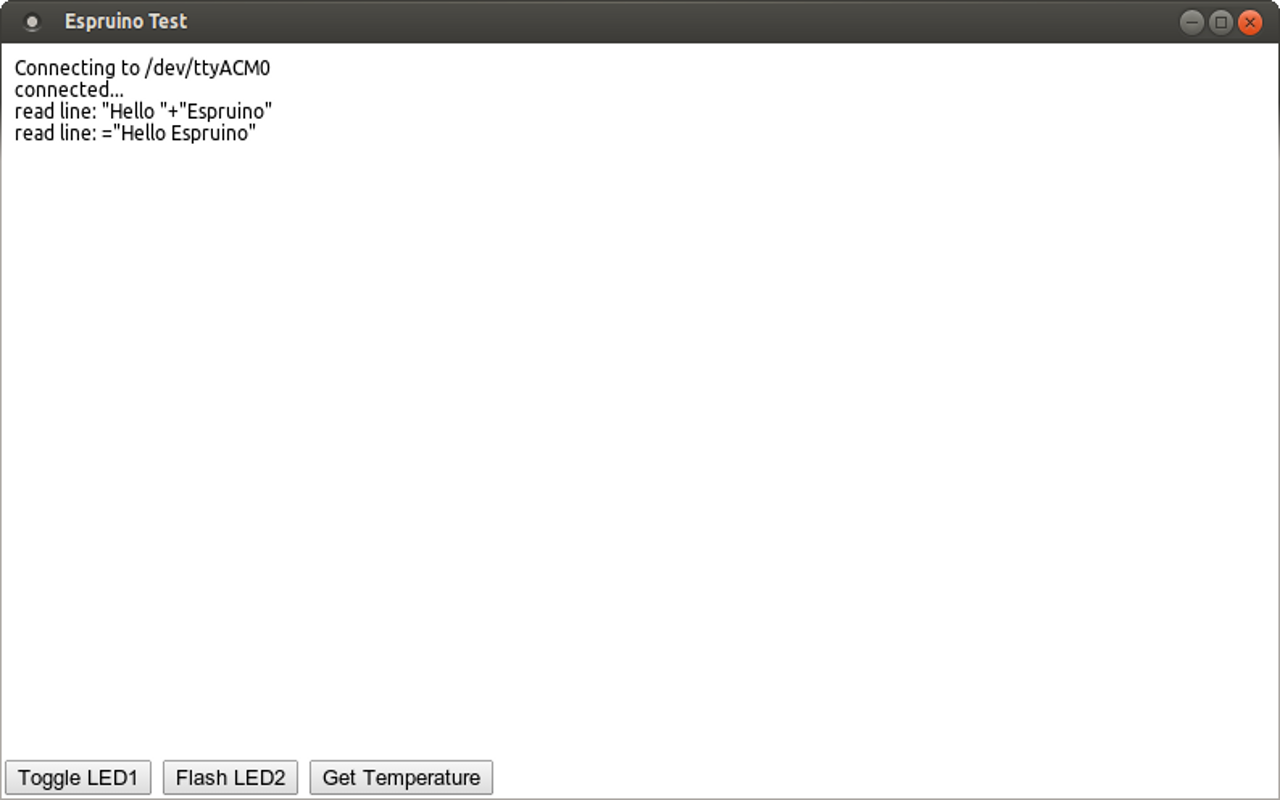 Espruino Test
Connecting to /dev/ttyACM0
connected...
read line: "Hello "+"Espruino"
read line: ="Hello Espruino"
Toggle LED1 Flash LED2 Get Temperature